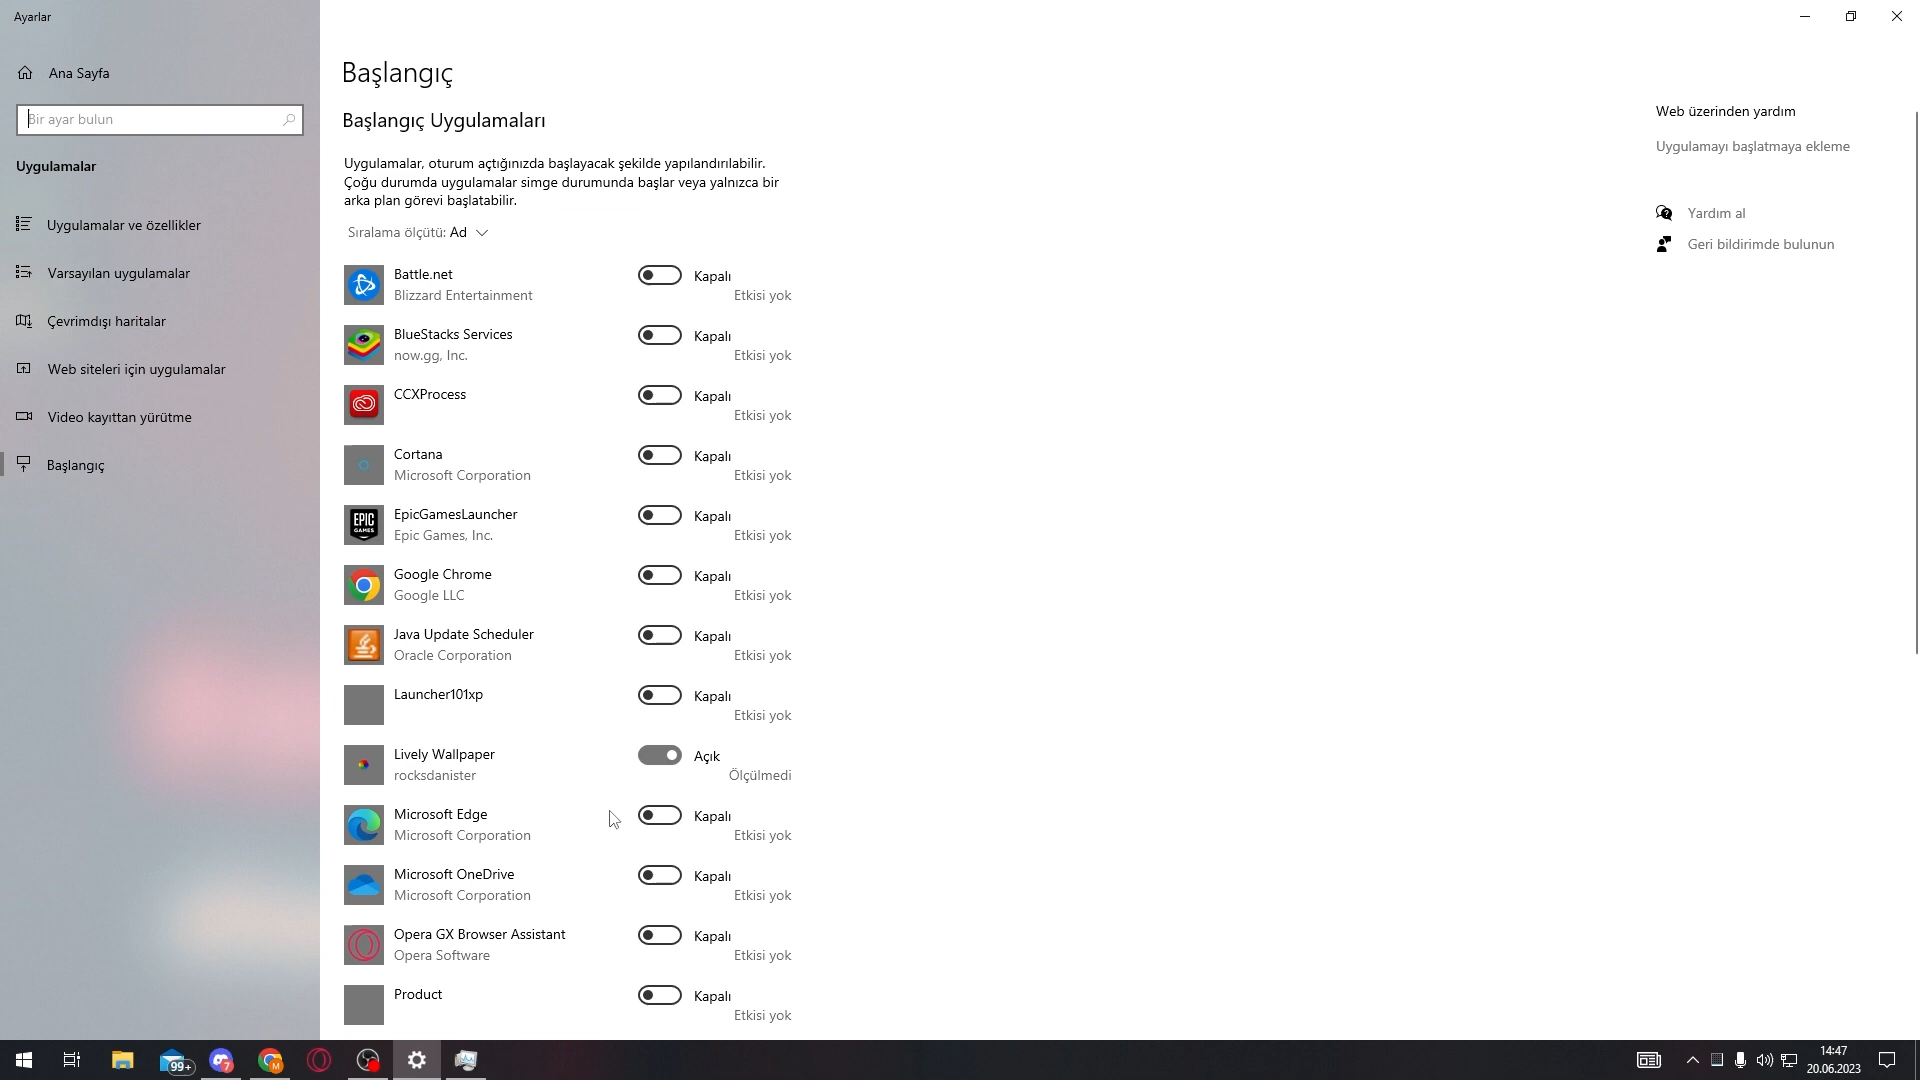 Ayarlar
Ana Sayfa
Bir ayar bulun
Uygulamalar
Uygulamalar ve özellikler
Varsayılan uygulamalar
Çevrimdışı haritalar
Web siteleri için uygulamalar
Video kayıttan yürütme
Başlangıç
Başlangıç
Başlangıç Uygulamaları
Uygulamalar, oturum açtığınızda başlayacak şekilde yapılandırılabilir.
Çoğu durumda uygulamalar simge durumunda başlar veya yalnızca bir
arka plan görevi başlatabilir.
Sıralama ölçütü: Ad
Battle.net Kapalı
Blizzard Entertainment Etkisi yok
BlueStacks Services Kapalı
now.gg, Inc. Etkisi yok
CCXProcess Kapalı
Etkisi yok
Cortana Kapalı
Microsoft Corporation Etkisi yok
EPIC GAMES EpicGamesLauncher Kapalı
Epic Games, Inc. Etkisi yok
Google Chrome Kapalı
Google LLC Etkisi yok
Java Update Scheduler Kapalı
Oracle Corporation Etkisi yok
Launcher101xp Kapalı
Etkisi yok
Lively Wallpaper Açık
rocksdanister Ölçülmedi
Microsoft Edge Kapalı
Microsoft Corporation Etkisi yok
Microsoft OneDrive Kapalı
Microsoft Corporation Etkisi yok
Opera GX Browser Assistant Kapalı
Opera Software Etkisi yok
Product Kapalı
Etkisi yok
Web üzerinden yardım
Uygulamayı başlatmaya ekleme
Yardım al
Geri bildirimde bulunun
99+
7
M
14:47
20.06.2023